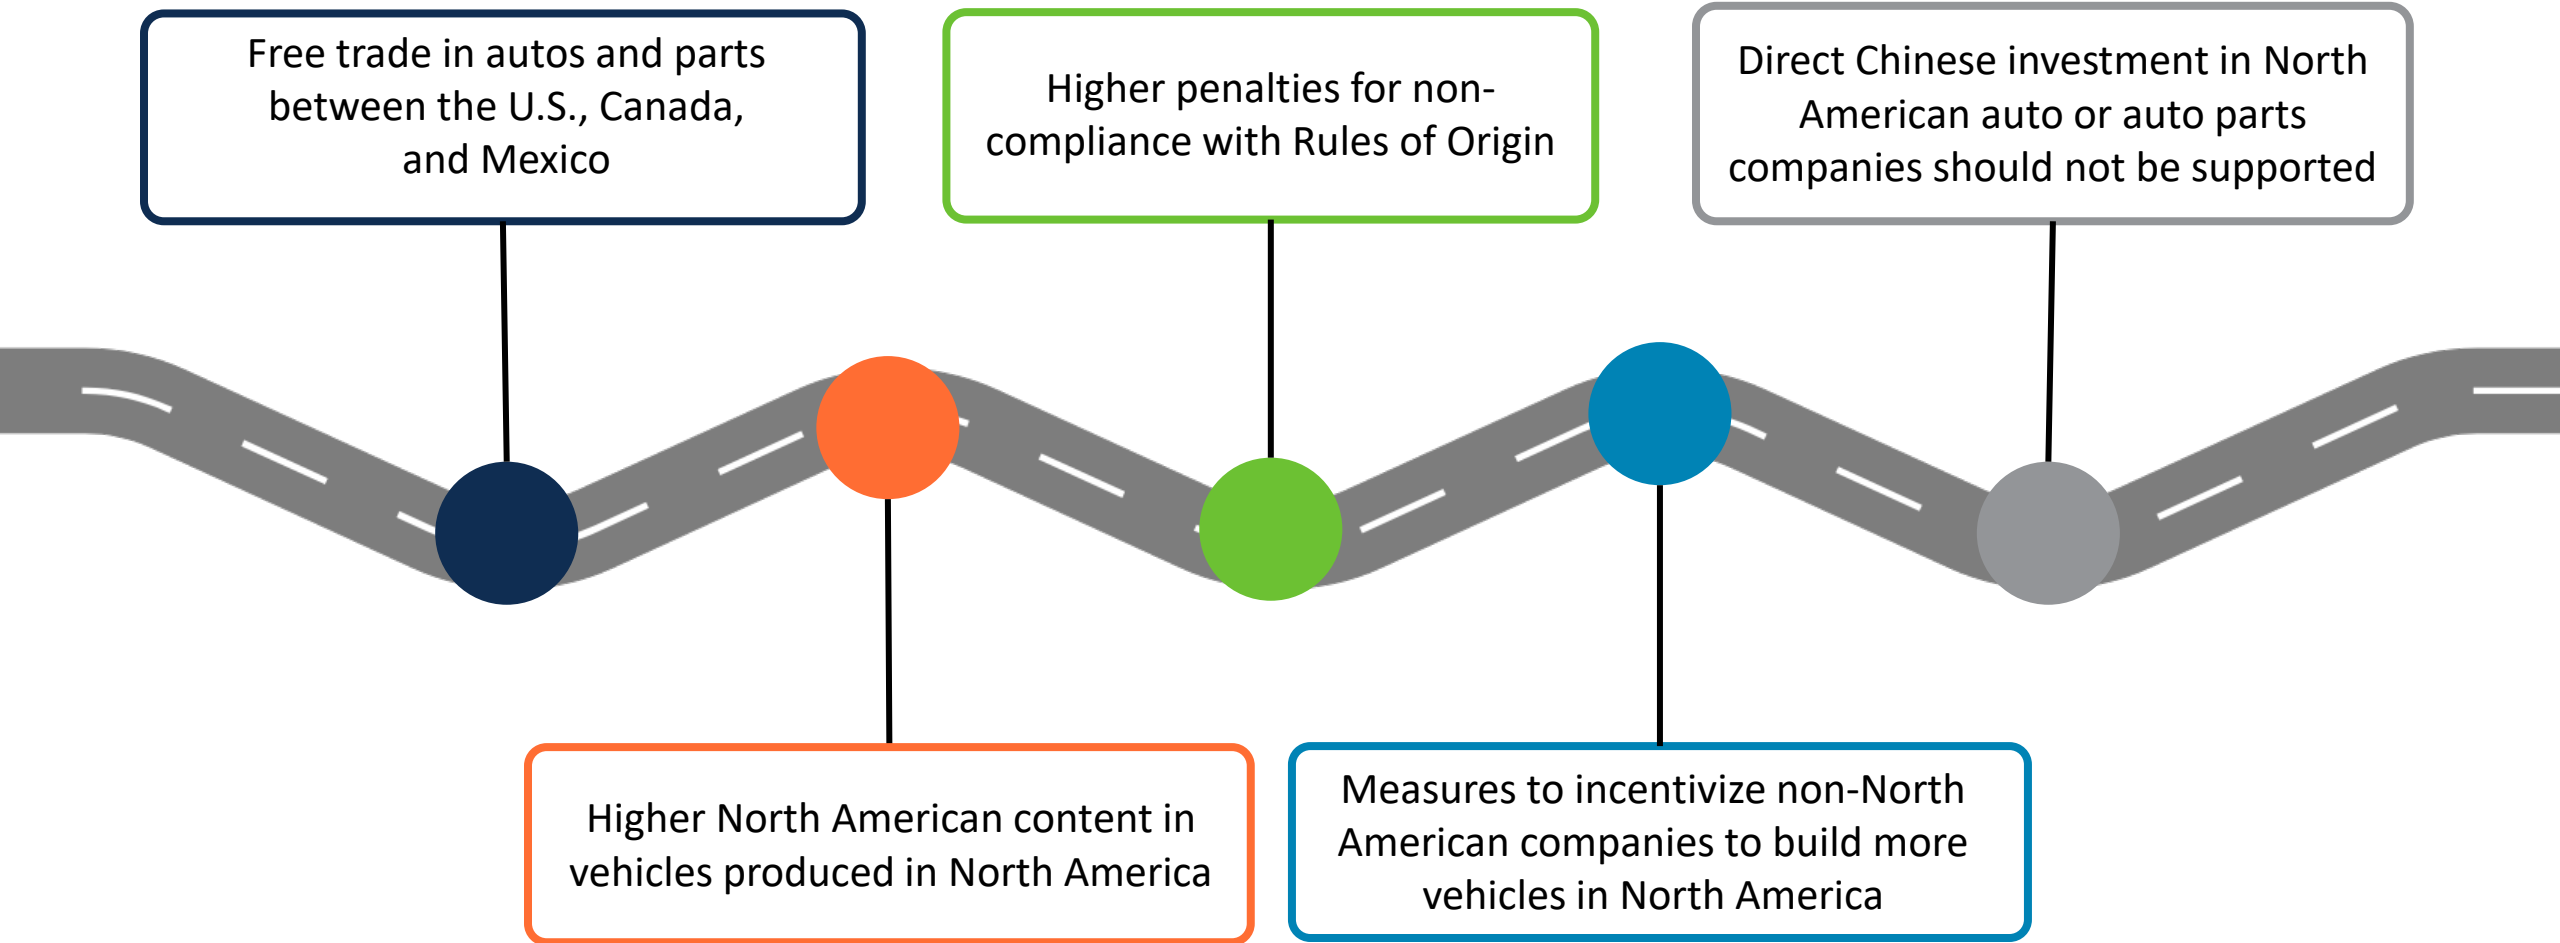 Free trade in autos and parts
between the U.S., Canada,
and Mexico
Higher North American content in
vehicles produced in North America
Higher penalties for non-
compliance with Rules of Origin
Measures to incentivize non-North
American companies to build more
vehicles in North America
Direct Chinese investment in North
American auto or auto parts
companies should not be supported